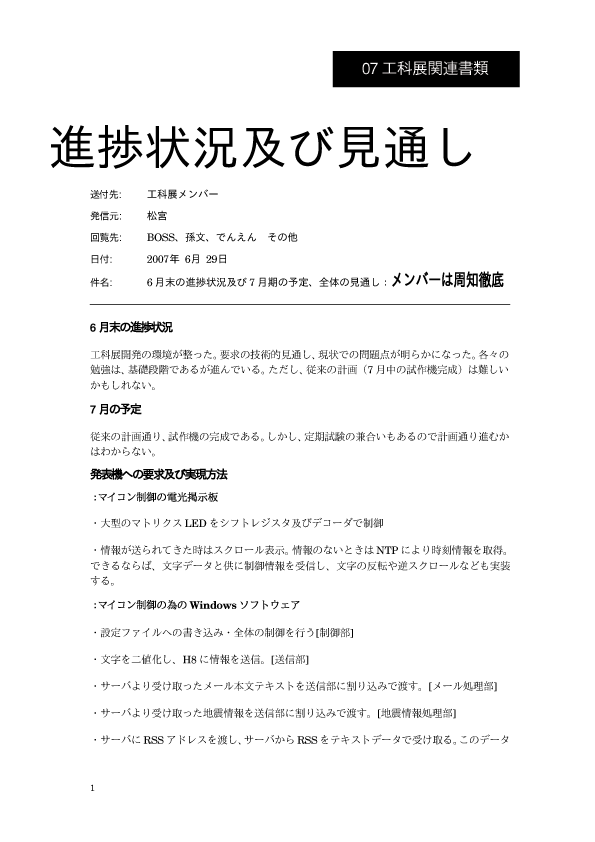 07 工科展関連書類
進捗状況及び見通し
送付先: 工科展メンバー
発信元: 松宮
回覧先: BOSS、孫文、でんえん　その他
日付: 2007年 6月 29日
件名: 6 月末の進捗状況及び 7 月期の予定、全体の見通し：メンバーは周知徹底
6 月末の進捗状況
工科展開発の環境が整った。要求の技術的見通し、現状での問題点が明らかになった。各々の
勉強は、基礎段階であるが進んでいる。ただし、従来の計画（7 月中の試作機完成）は難しい
かもしれない。
7 月の予定
従来の計画通り、試作機の完成である。しかし、定期試験の兼合いもあるので計画通り進むか
はわからない。
発表機への要求及び実現方法
：マイコン制御の電光掲示板
・大型のマトリクス LED をシフトレジスタ及びデコーダで制御
・情報が送られてきた時はスクロール表示。情報のないときは NTP により時刻情報を取得。
できるならば、文字データと供に制御情報を受信し、文字の反転や逆スクロールなども実装
する。
：マイコン制御の為の Windows ソフトウェア
・設定ファイルへの書き込み・全体の制御を行う[制御部]
・文字を二値化し、H8 に情報を送信。[送信部]
・サーバより受け取ったメール本文テキストを送信部に割り込みで渡す。[メール処理部]
・サーバより受け取った地震情報を送信部に割り込みで渡す。[地震情報処理部]
・サーバに RSS アドレスを渡し、サーバから RSS をテキストデータで受け取る。このデータ
1